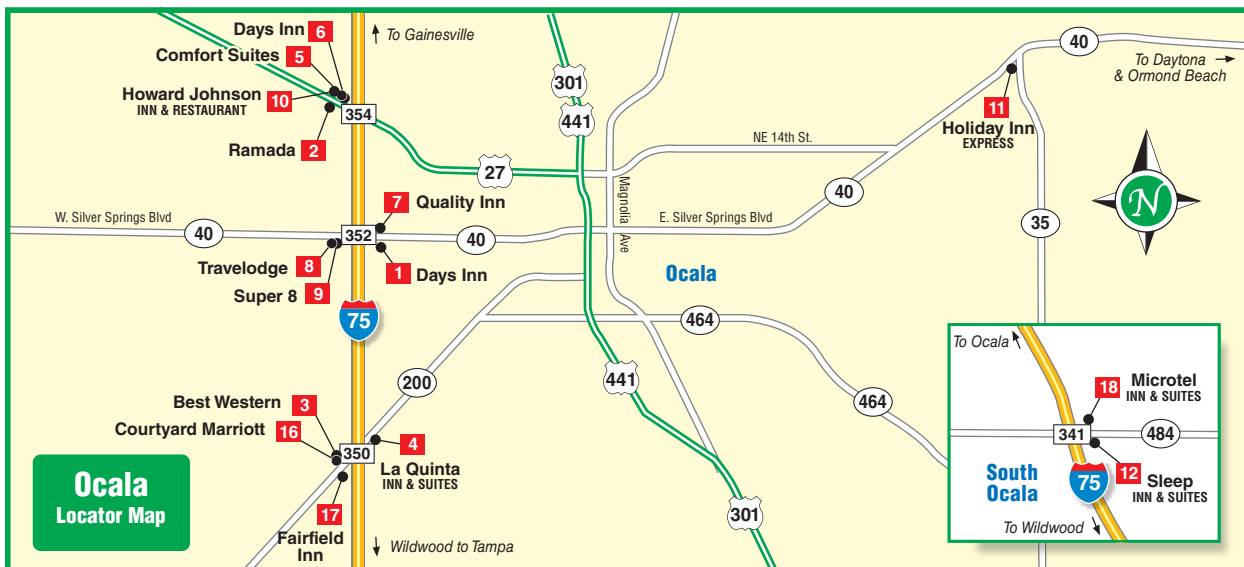 Days Inn 6
To Gainesville
Comfort Suites 5
Howard Johnson 10
INN & RESTAURANT
354
Ramada 2
301
441
27
NE 14th St.
40
To Daytona
& Ormond Beach
11
Holiday Inn
EXPRESS
N
40
35
W. Silver Springs Blvd
40
352
7 Quality Inn
40
E. Silver Springs Blvd
Magnolia Ave
Travelodge 8
1 Days Inn
Super 8 9
Ocala
75
464
200
441
464
Best Western 3
Courtyard Marriott 16
350
4
La Quinta
INN & SUITES
17
Fairfield
Inn
Wildwood to Tampa
301
Ocala
Locator Map
To Ocala
18 Microtel
INN & SUITES
341
484
South
Ocala
75
12 Sleep
INN & SUITES
To Wildwood